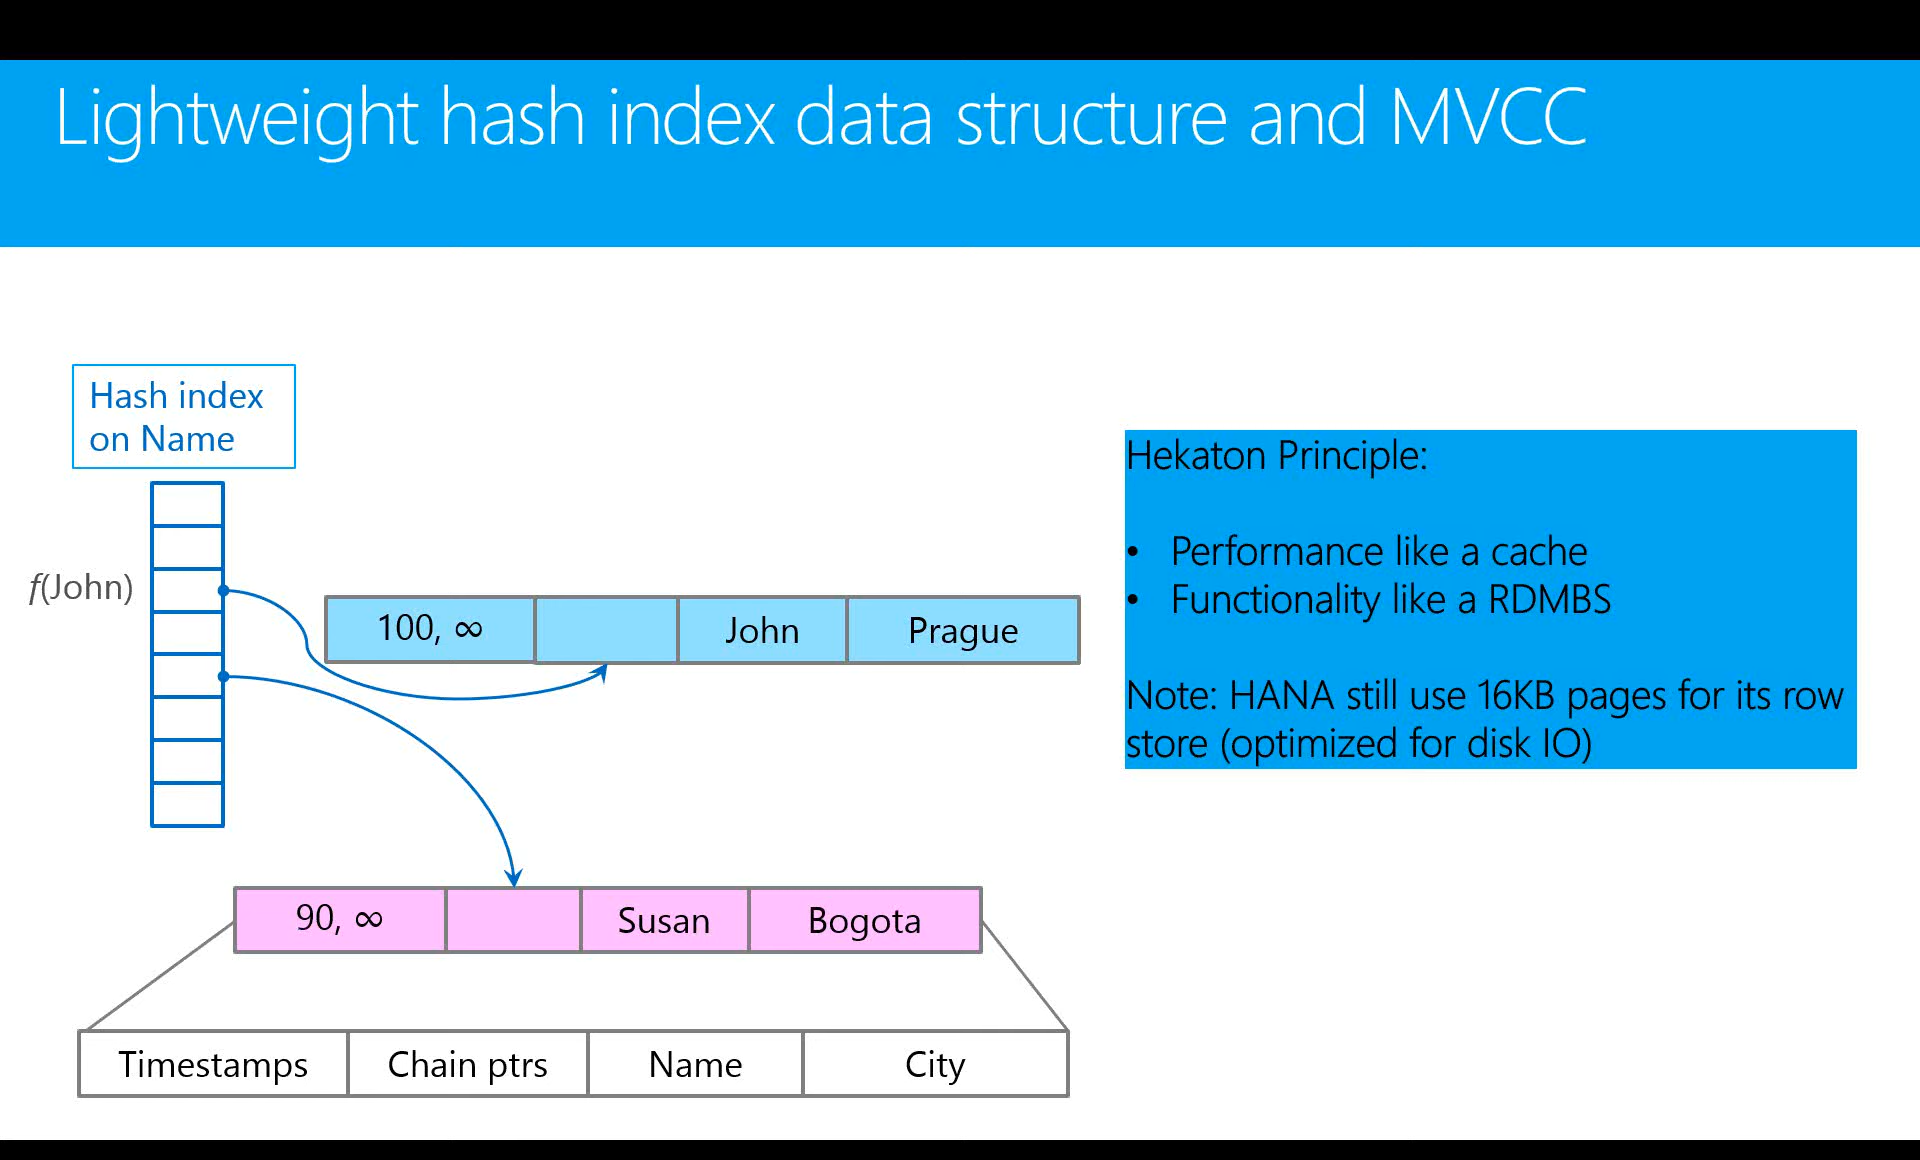 Lightweight hash index data structure and MVCC
Hash index
on Name
f(John)
100, ∞
John
Prague
90, ∞
Susan
Bogota
Timestamps
Chain ptrs
Name
City
Hekaton Principle:
• Performance like a cache
• Functionality like a RDMBS
Note: HANA still use 16KB pages for its row
store (optimized for disk IO)